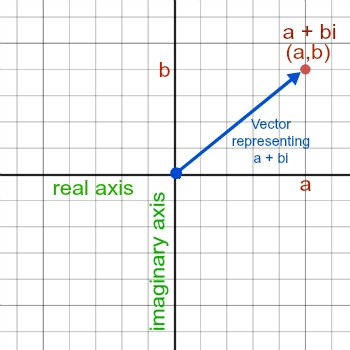 a + bi
(a,b)
b
Vector
representing
a + bi
real axis
a
imaginary axis